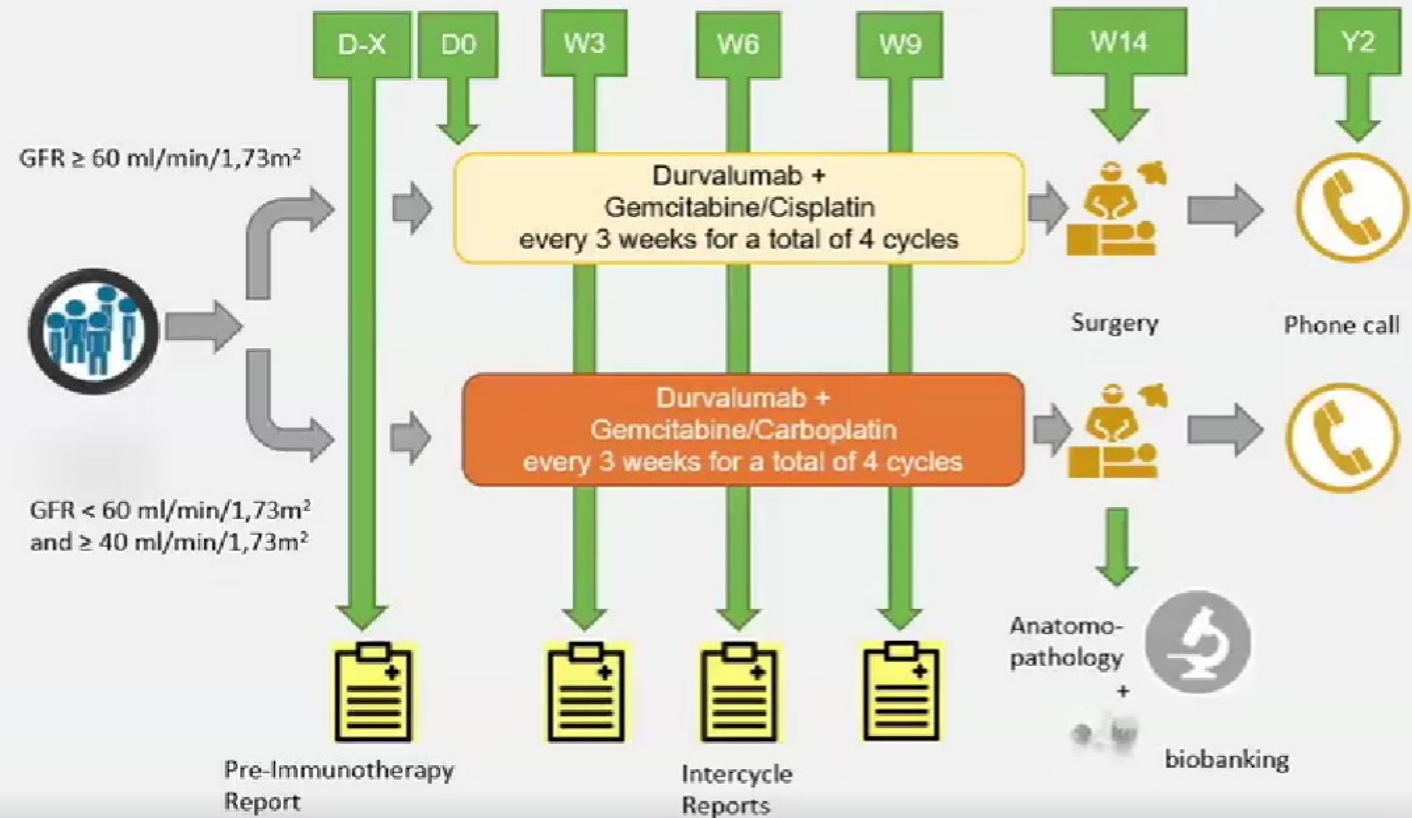 D-X
D0
W3
W6
W9
W14
Y2
GFR ≥ 60 ml/min/1,73m²
Durvalumab +
Gemcitabine/Cisplatin
every 3 weeks for a total of 4 cycles
Surgery
Phone call
Durvalumab +
Gemcitabine/Carboplatin
every 3 weeks for a total of 4 cycles
GFR < 60 ml/min/1,73m²
and ≥ 40 ml/min/1,73m²
Anatomo-
pathology
+
biobanking
Pre-Immunotherapy
Report
Intercycle
Reports